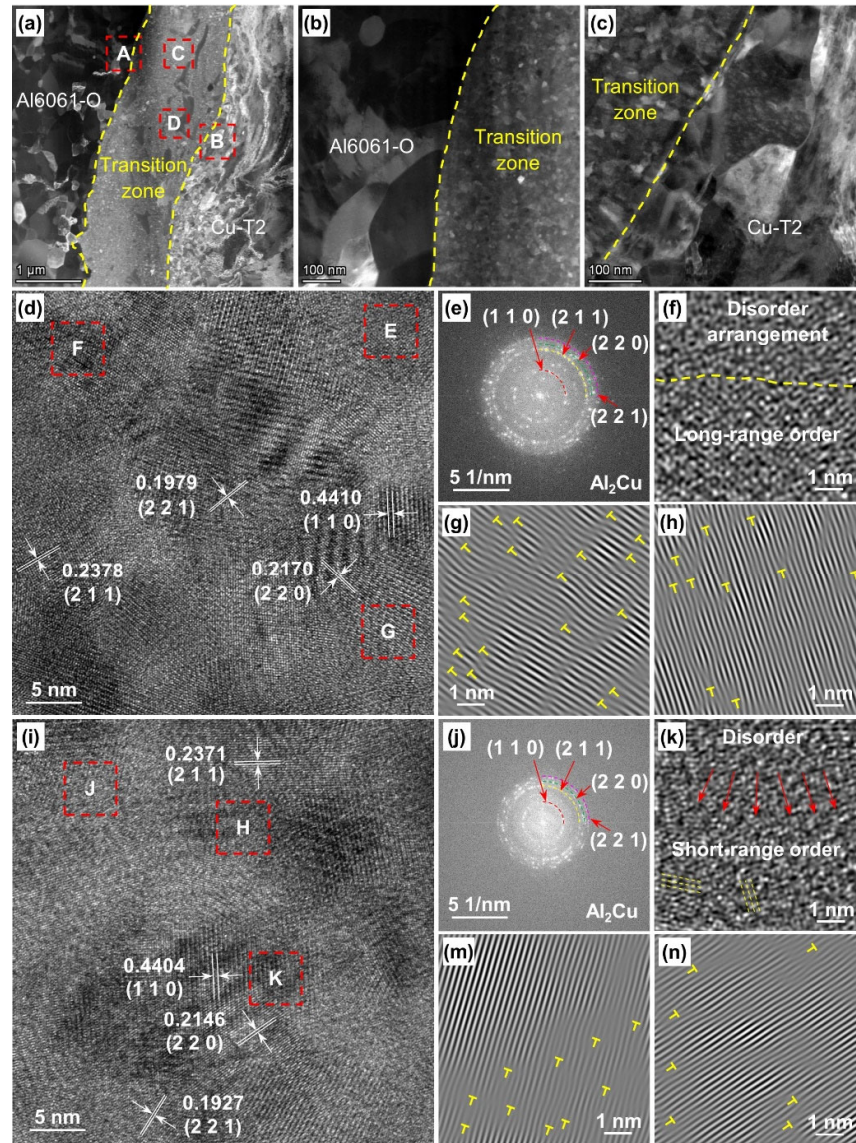 (a)
A
C
Al6061-O
D
B
Transition
zone
Cu-T2
1 μm
(b)
Al6061-O
Transition
zone
100 nm
(c)
Transition
zone
Cu-T2
100 nm
(d)
F
E
0.1979
(2 2 1)
0.4410
(1 1 0)
0.2378
(2 1 1)
0.2170
(2 2 0)
G
5 nm
(e)
(1 1 0)
(2 1 1)
(2 2 0)
(2 2 1)
5 1/nm
Al₂Cu
(f)
Disorder
arrangement
Long-range order
1 nm
(g)
1 nm
(h)
1 nm
(i)
0.2371
(2 1 1)
J
H
0.4404
(1 1 0)
K
0.2146
(2 2 0)
0.1927
(2 2 1)
5 nm
(j)
(1 1 0)
(2 1 1)
(2 2 0)
(2 2 1)
5 1/nm
Al₂Cu
(k)
Disorder
Short-range order
1 nm
(m)
1 nm
(n)
1 nm